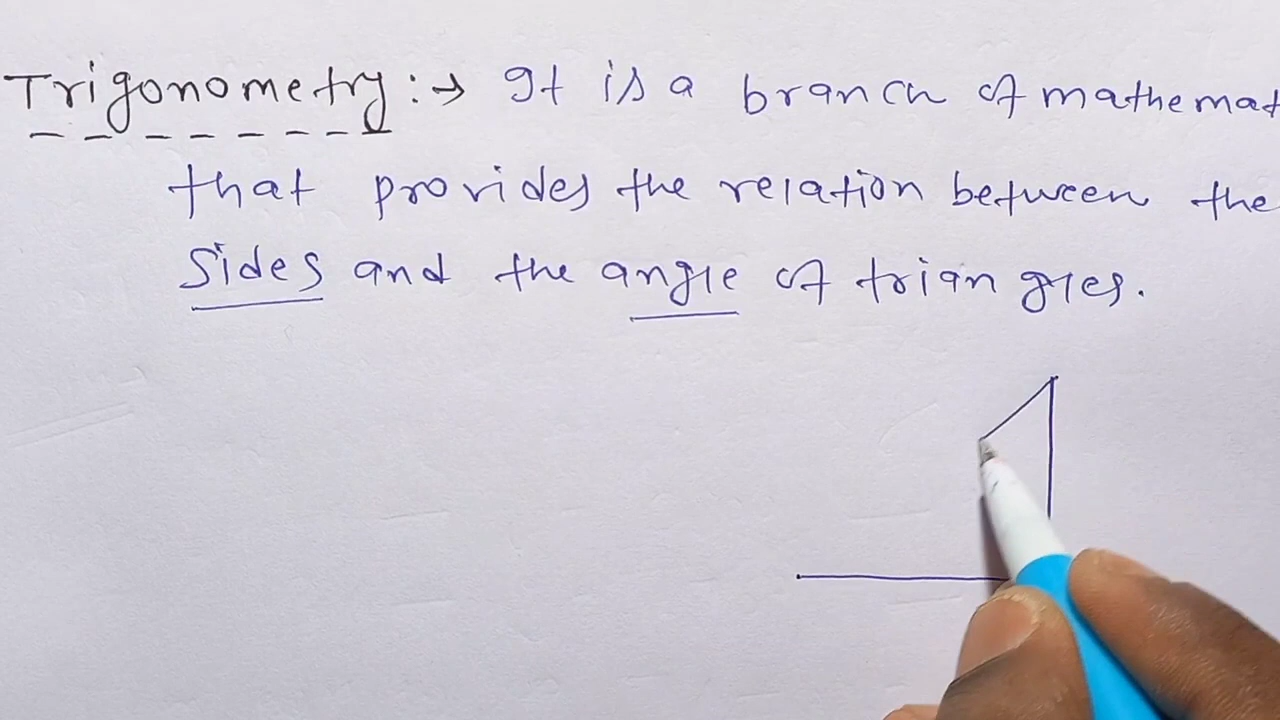 Trigonometry :→ It is a branch of mathemat
that provides the relation between the
sides and the angle of triangles.